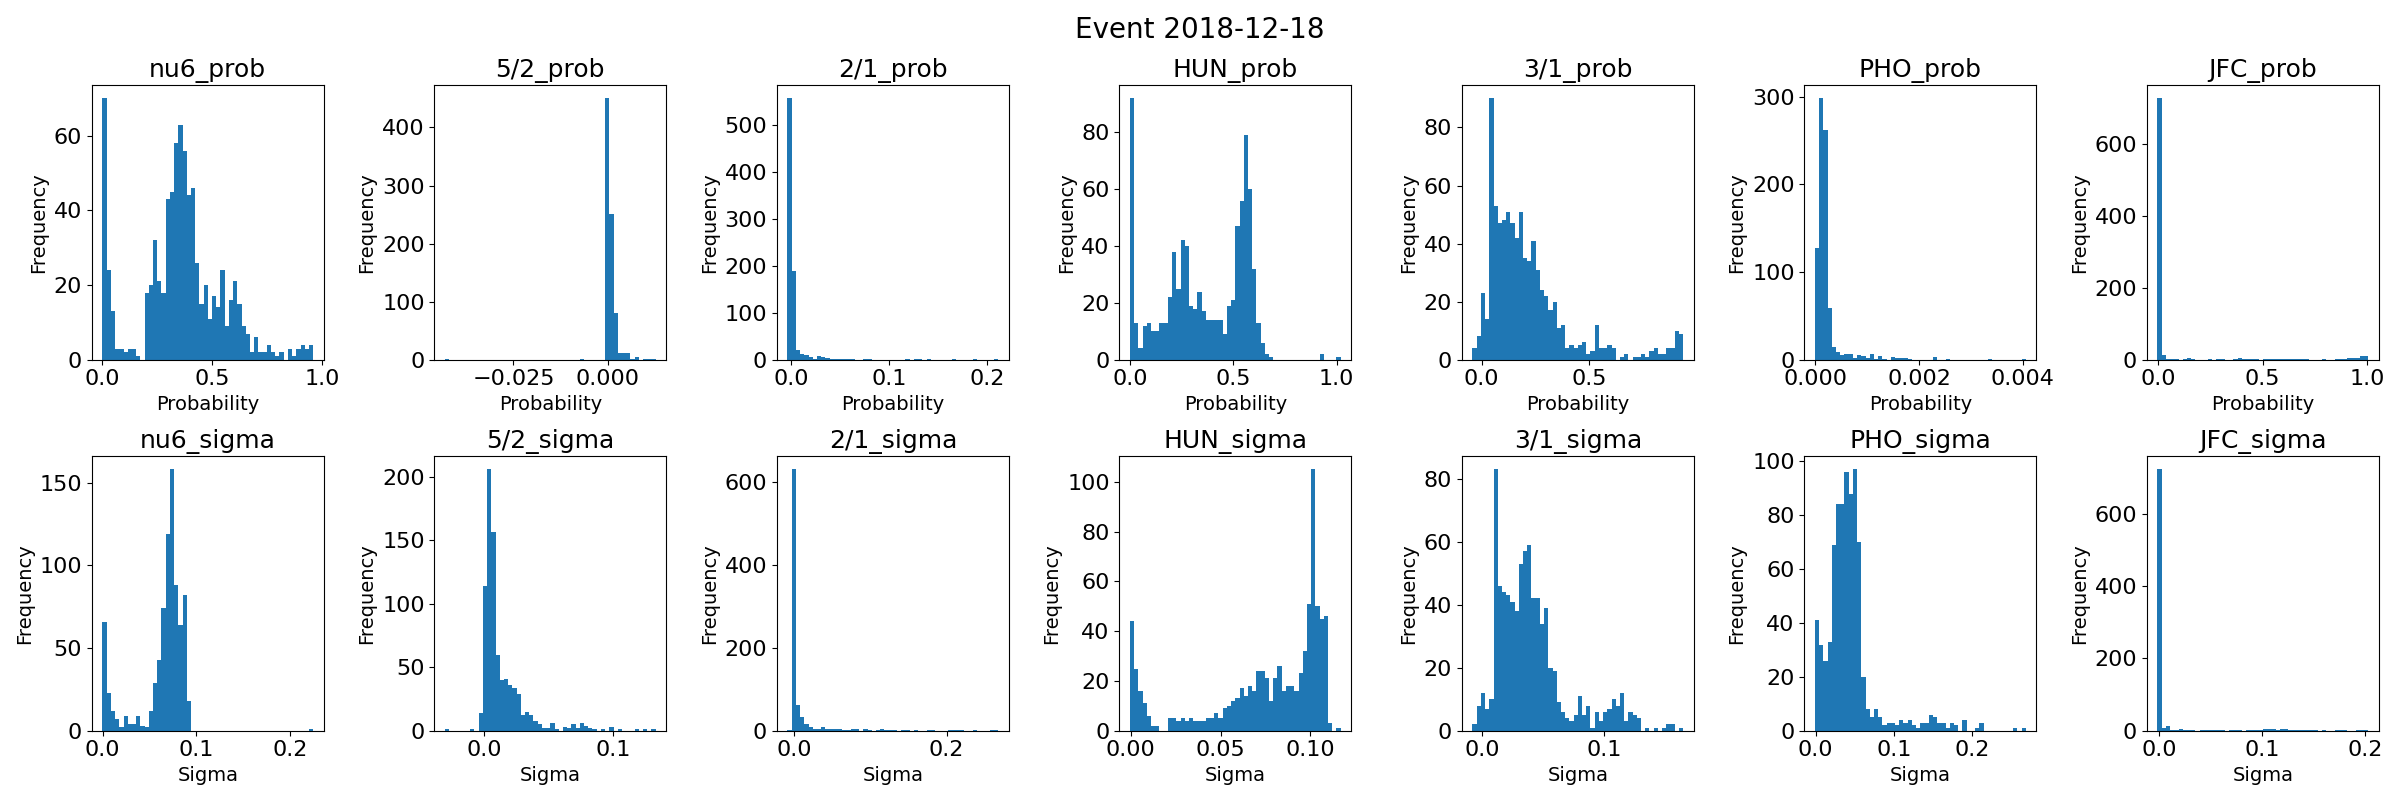 Event 2018-12-18
nu6_prob
5/2_prob
2/1_prob
HUN_prob
3/1_prob
PHO_prob
JFC_prob
Frequency
60
40
20
0
0.0 0.5 1.0
Probability
Frequency
400
300
200
100
0
−0.025 0.000
Probability
Frequency
500
400
300
200
100
0
0.0 0.1 0.2
Probability
Frequency
80
60
40
20
0
0.0 0.5 1.0
Probability
Frequency
80
60
40
20
0
0.0 0.5
Probability
Frequency
300
200
100
0
0.000 0.002 0.004
Probability
Frequency
600
400
200
0
0.0 0.5 1.0
Probability
nu6_sigma
5/2_sigma
2/1_sigma
HUN_sigma
3/1_sigma
PHO_sigma
JFC_sigma
Frequency
150
100
50
0
0.0 0.1 0.2
Sigma
Frequency
200
150
100
50
0
0.0 0.1
Sigma
Frequency
600
400
200
0
0.0 0.2
Sigma
Frequency
100
80
60
40
20
0
0.00 0.05 0.10
Sigma
Frequency
80
60
40
20
0
0.0 0.1
Sigma
Frequency
100
80
60
40
20
0
0.0 0.1 0.2
Sigma
Frequency
600
400
200
0
0.0 0.1 0.2
Sigma